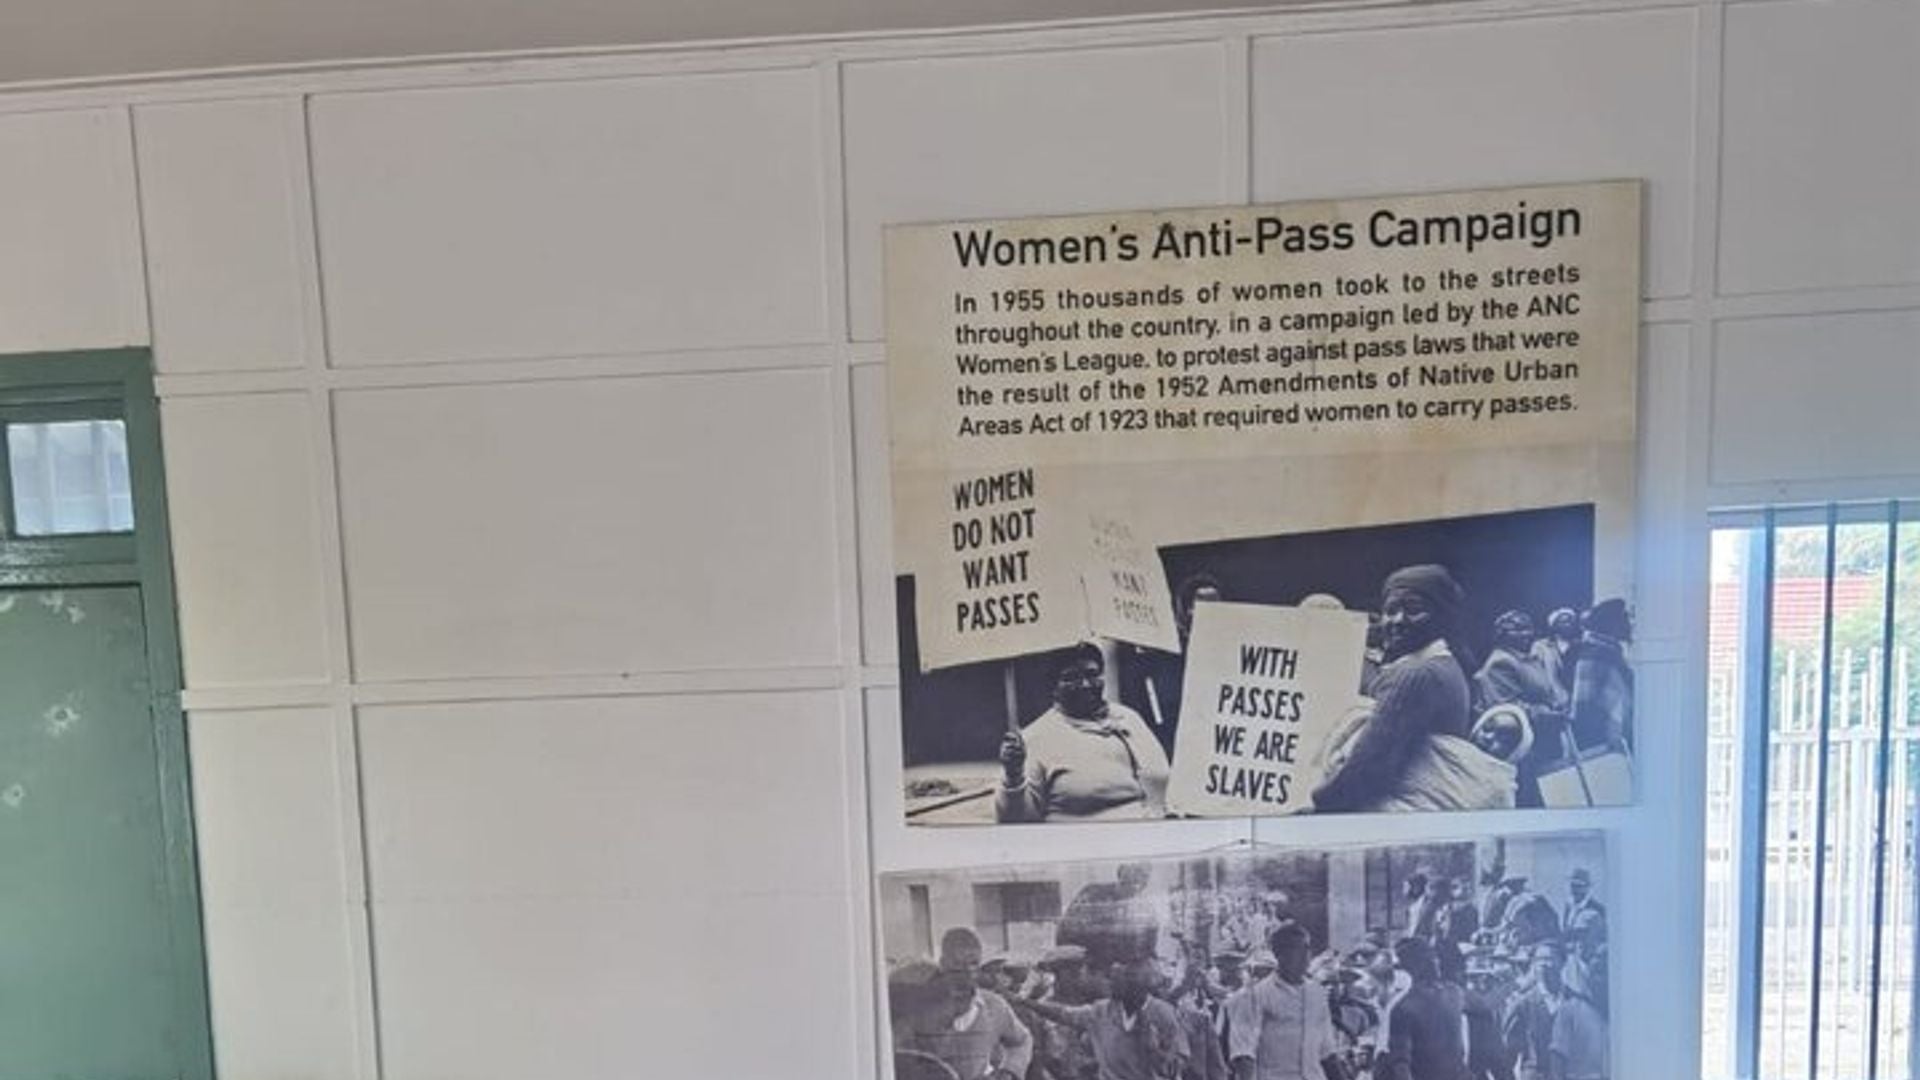 Women's Anti-Pass Campaign
In 1955 thousands of women took to the streets
throughout the country, in a campaign led by the ANC
Women's League, to protest against pass laws that were
the result of the 1952 Amendments of Native Urban
Areas Act of 1923 that required women to carry passes.
WOMEN
DO NOT
WANT
PASSES
WANT
PASSES
WITH
PASSES
WE ARE
SLAVES